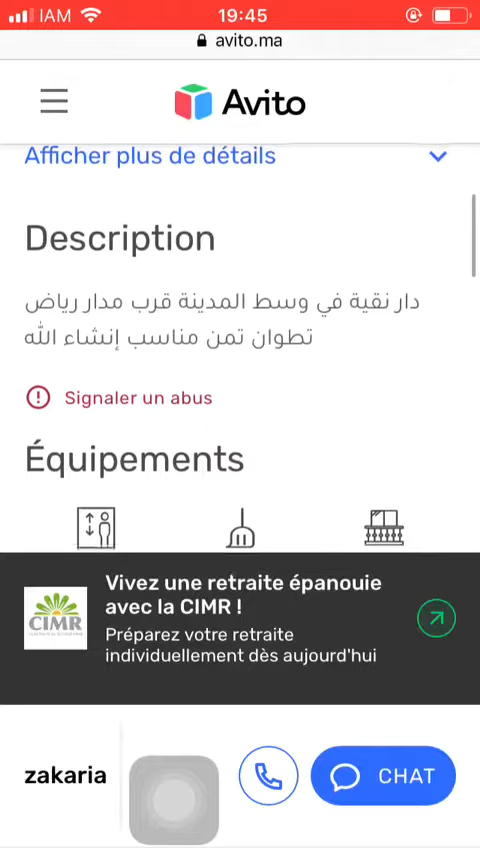 IAM
19:45
avito.ma
Avito
Afficher plus de détails
Description
دار نقية في وسط المدينة قرب مدار رياض
تطوان تمن مناسب إنشاء الله
Signaler un abus
Équipements
Vivez une retraite épanouie
avec la CIMR !
CIMR
Préparez votre retraite
individuellement dès aujourd'hui
zakaria
CHAT